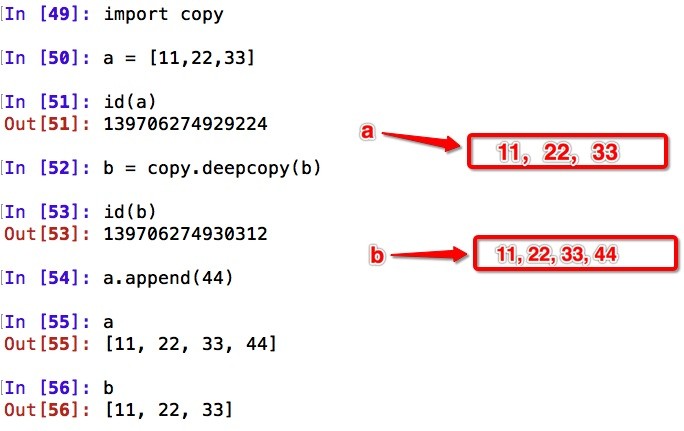 In [49]: import copy
In [50]: a = [11,22,33]
In [51]: id(a)
Out[51]: 139706274929224
In [52]: b = copy.deepcopy(b)
In [53]: id(b)
Out[53]: 139706274930312
In [54]: a.append(44)
In [55]: a
Out[55]: [11, 22, 33, 44]
In [56]: b
Out[56]: [11, 22, 33]
a
11, 22, 33
b
11, 22, 33, 44